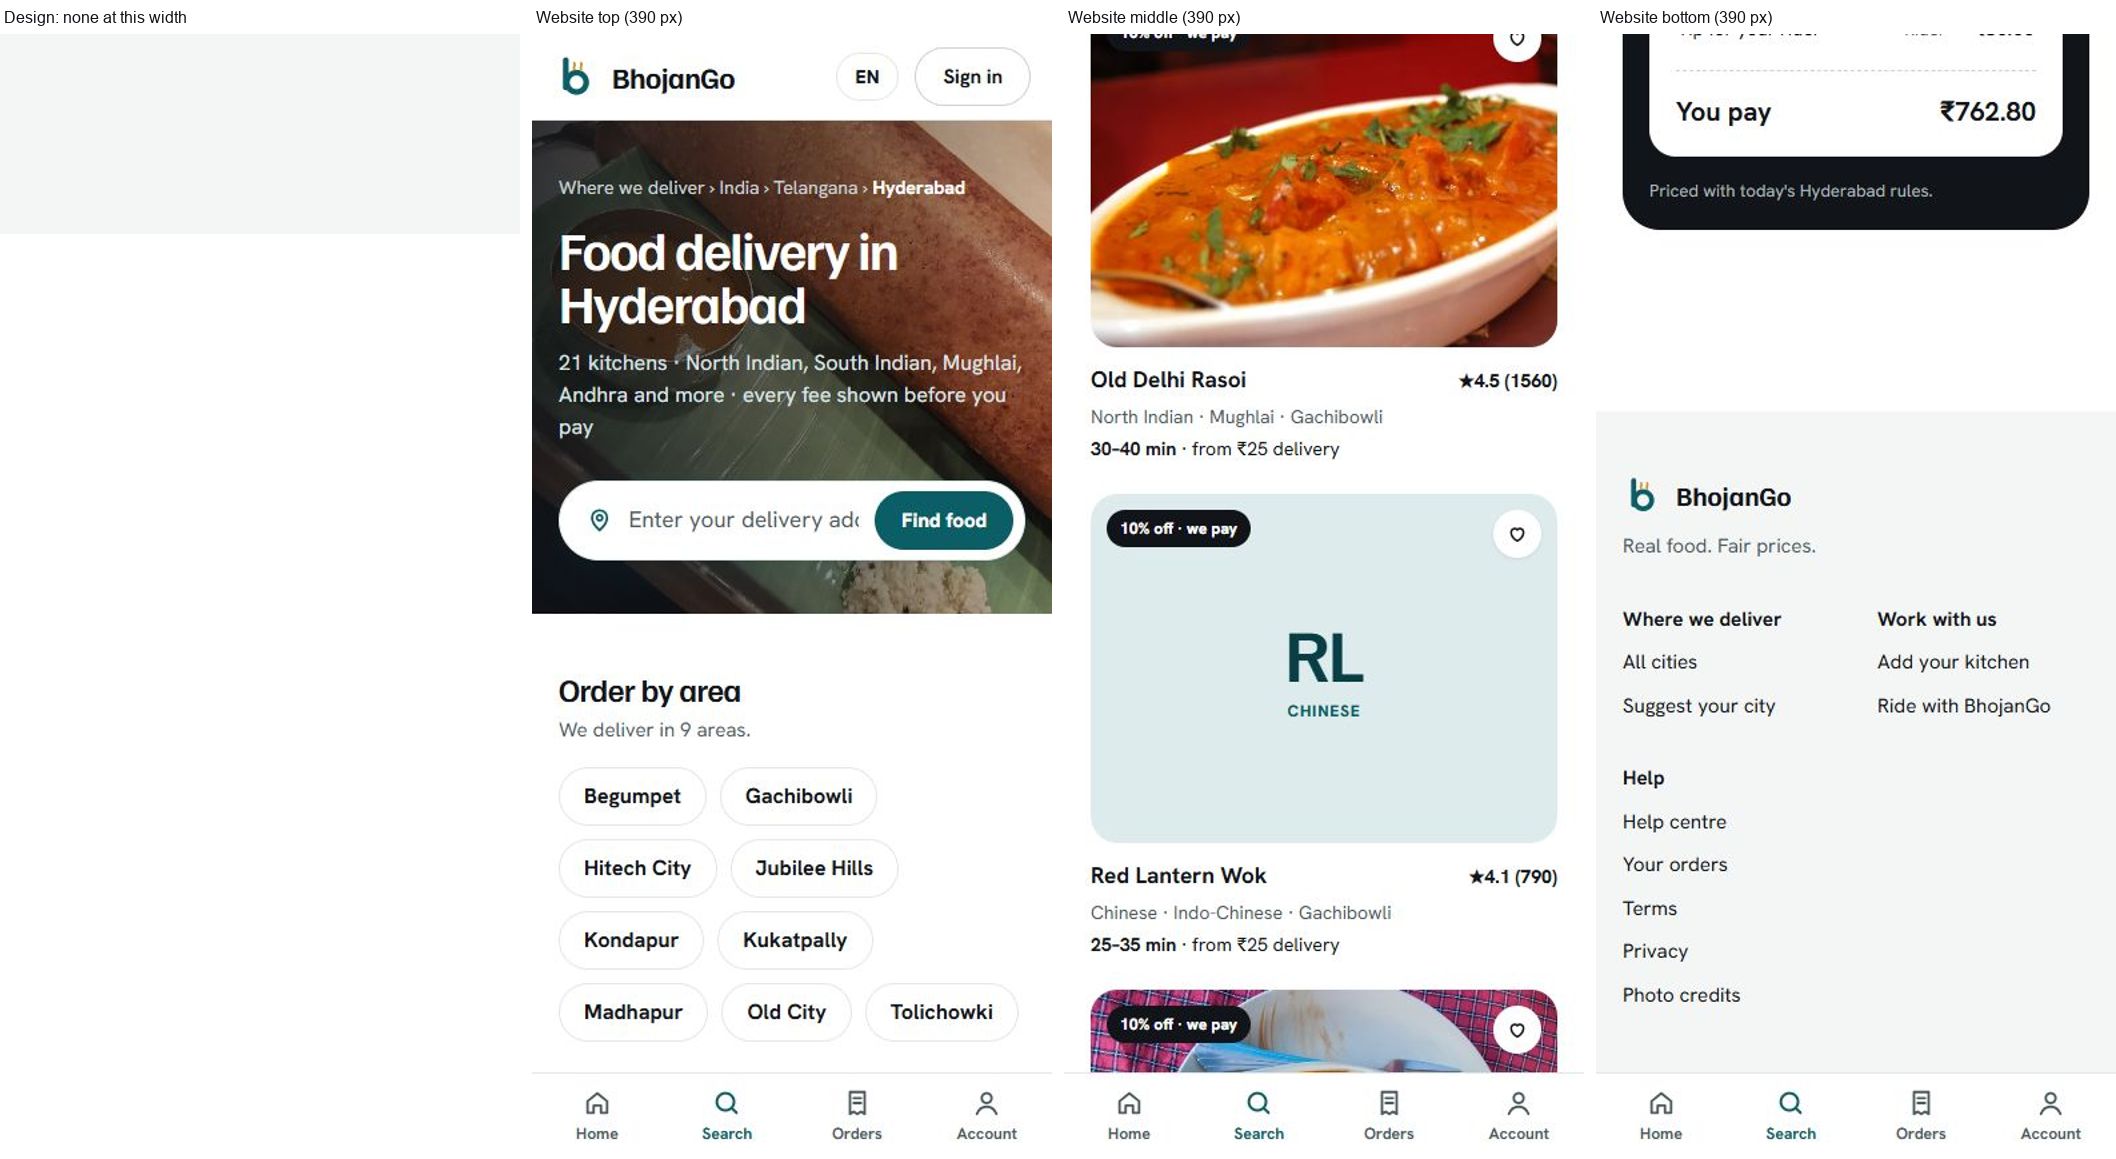 Design: none at this width
Website top (390 px)
BhojanGo
EN
Sign in
Where we deliver › India › Telangana › Hyderabad
Food delivery in
Hyderabad
21 kitchens · North Indian, South Indian, Mughlai,
Andhra and more · every fee shown before you
pay
Enter your delivery
Find food
Order by area
We deliver in 9 areas.
Begumpet
Gachibowli
Hitech City
Jubilee Hills
Kondapur
Kukatpally
Madhapur
Old City
Tolichowki
Home
Search
Orders
Account
Website middle (390 px)
10% off · we pay
Old Delhi Rasoi
★4.5 (1560)
North Indian · Mughlai · Gachibowli
30–40 min · from ₹25 delivery
10% off · we pay
RL
CHINESE
Red Lantern Wok
★4.1 (790)
Chinese · Indo-Chinese · Gachibowli
25–35 min · from ₹25 delivery
10% off · we pay
Home
Search
Orders
Account
Website bottom (390 px)
You pay
₹762.80
Priced with today's Hyderabad rules.
BhojanGo
Real food. Fair prices.
Where we deliver
All cities
Suggest your city
Work with us
Add your kitchen
Ride with BhojanGo
Help
Help centre
Your orders
Terms
Privacy
Photo credits
Home
Search
Orders
Account